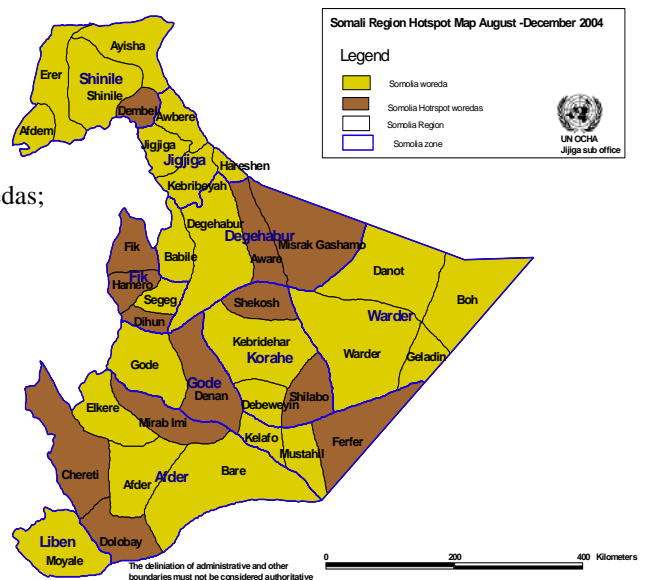 Somali Region Hotspot Map August -December 2004
Legend
Somolia woreda
Somolia Hotrspot woredas
Somolia Region
Somolia zone
UN OCHA
Jijiga sub office
edas;
Ayisha
Erer
Shinile
Shinile
Dembel
Awbere
Afdem
Jigjiga
Jigjiga
Hareshen
Kebribeyah
Degehabur
Degehabur
Fik
Babile
Misrak Gashamo
Aware
Danot
Fik
Hamero
Segeg
Boh
Shekosh
Dihun
Warder
Kebridehar
Korahe
Warder
Geladin
Gode
Gode
Denan
Shilabo
Debeweyin
Elkere
Mirab Imi
Kelafo
Ferfer
Mustahil
Chereti
Afder
Afder
Bare
Liben
Moyale
Dolobay
0 200 400 Kilometers
The deliniation of administrative and other
boundaries must not be considered authoritative